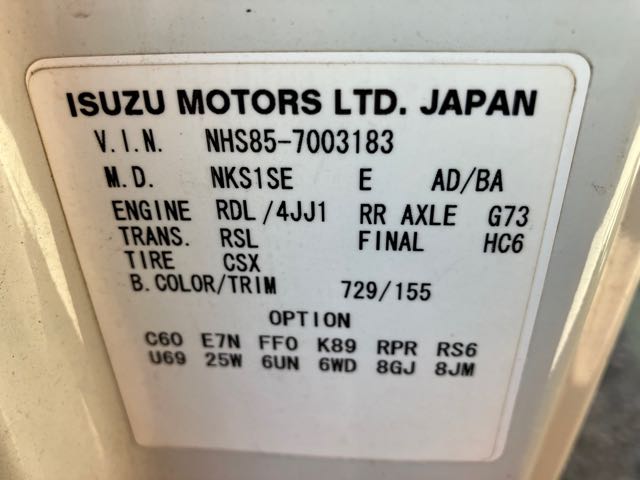 ISUZU MOTORS LTD. JAPAN
V.I.N. NHS85-7003183
M.D. NKS1SE E AD/BA
ENGINE RDL/4JJ1 RR AXLE G73
TRANS. RSL FINAL HC6
TIRE CSX
B.COLOR/TRIM 729/155
OPTION
C60 E7N FF0 K89 RPR RS6
U69 25W 6UN 6WD 8GJ 8JM